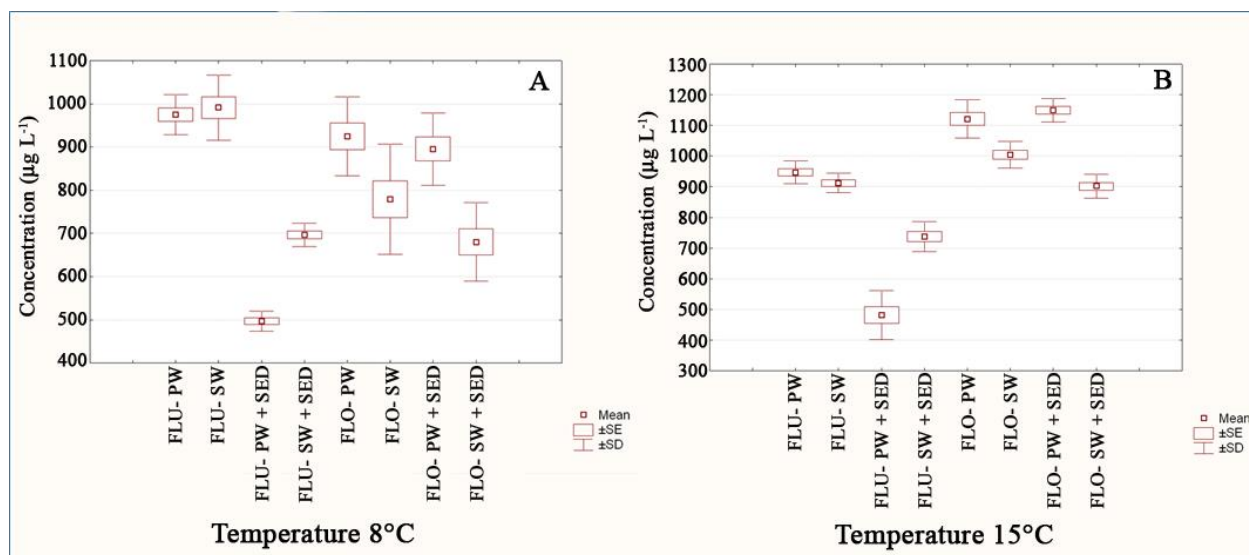 A
Concentration (µg L⁻¹)
1100
1000
900
800
700
600
500
400
FLU- PW
FLU- SW
FLU- PW + SED
FLU- SW + SED
FLO- PW
FLO- SW
FLO- PW + SED
FLO- SW + SED
Mean
±SE
±SD
Temperature 8°C
B
Concentration (µg L⁻¹)
1300
1200
1100
1000
900
800
700
600
500
400
300
FLU- PW
FLU- SW
FLU- PW + SED
FLU- SW + SED
FLO- PW
FLO- SW
FLO- PW + SED
FLO- SW + SED
Mean
±SE
±SD
Temperature 15°C